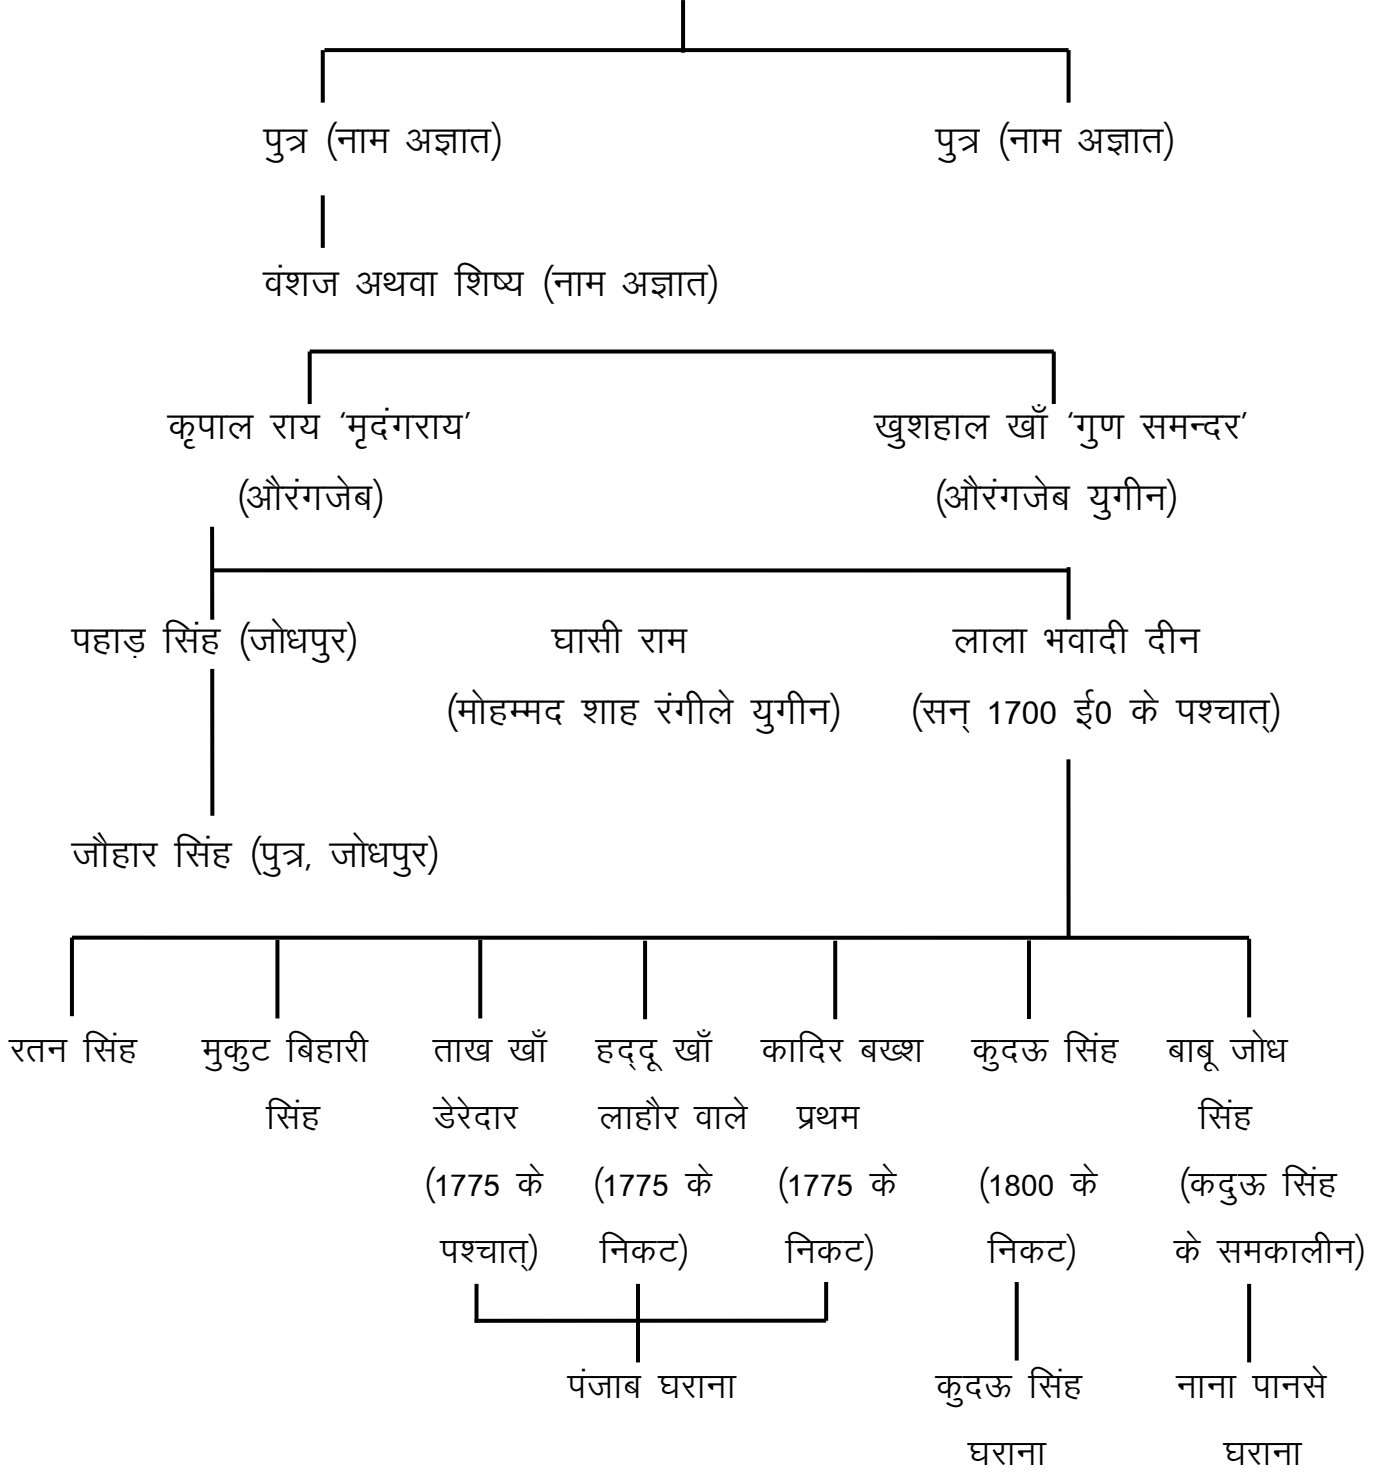 पुत्र (नाम अज्ञात) पुत्र (नाम अज्ञात)
वंशज अथवा शिष्य (नाम अज्ञात)
कृपाल राय ‘मृदंगराय’ खुशहाल खाँ ‘गुण समन्दर’
(औरंगजेब) (औरंगजेब युगीन)
पहाड़ सिंह (जोधपुर) घासी राम लाला भवादी दीन
(मोहम्मद शाह रंगीले युगीन) (सन् 1700 ई0 के पश्चात्)
जौहार सिंह (पुत्र, जोधपुर)
रतन सिंह मुकुट बिहारी ताख खाँ हद्दू खाँ कादिर बख्श कुदऊ सिंह बाबू जोध
सिंह डेरेदार लाहौर वाले प्रथम सिंह
(1775 के (1775 के (1775 के (1800 के (कदुऊ सिंह
पश्चात्) निकट) निकट) निकट) के समकालीन)
पंजाब घराना कुदऊ सिंह नाना पानसे
घराना घराना